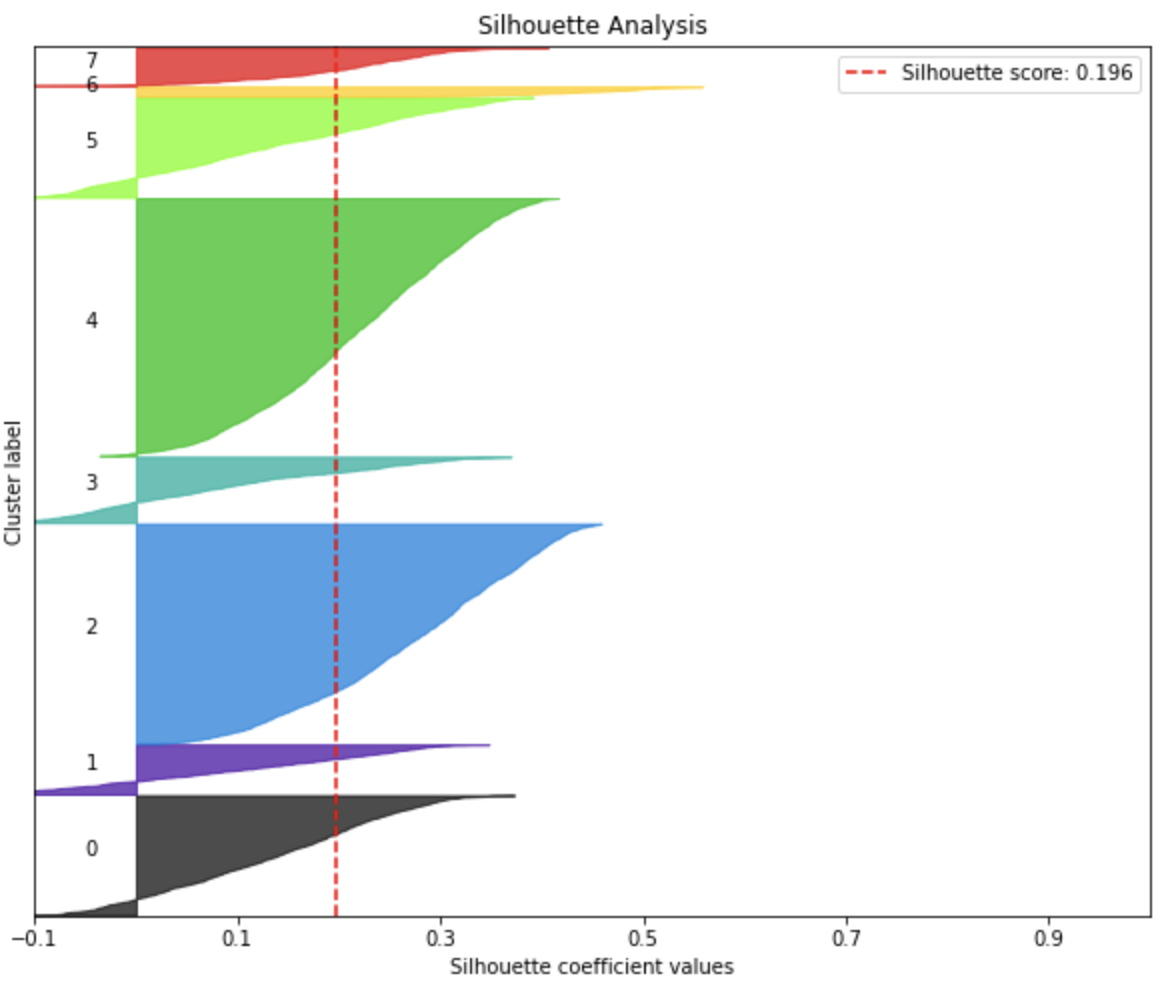 Silhouette Analysis
Silhouette score: 0.196
7
6
5
4
3
2
1
0
Cluster label
−0.1 0.1 0.3 0.5 0.7 0.9
Silhouette coefficient values